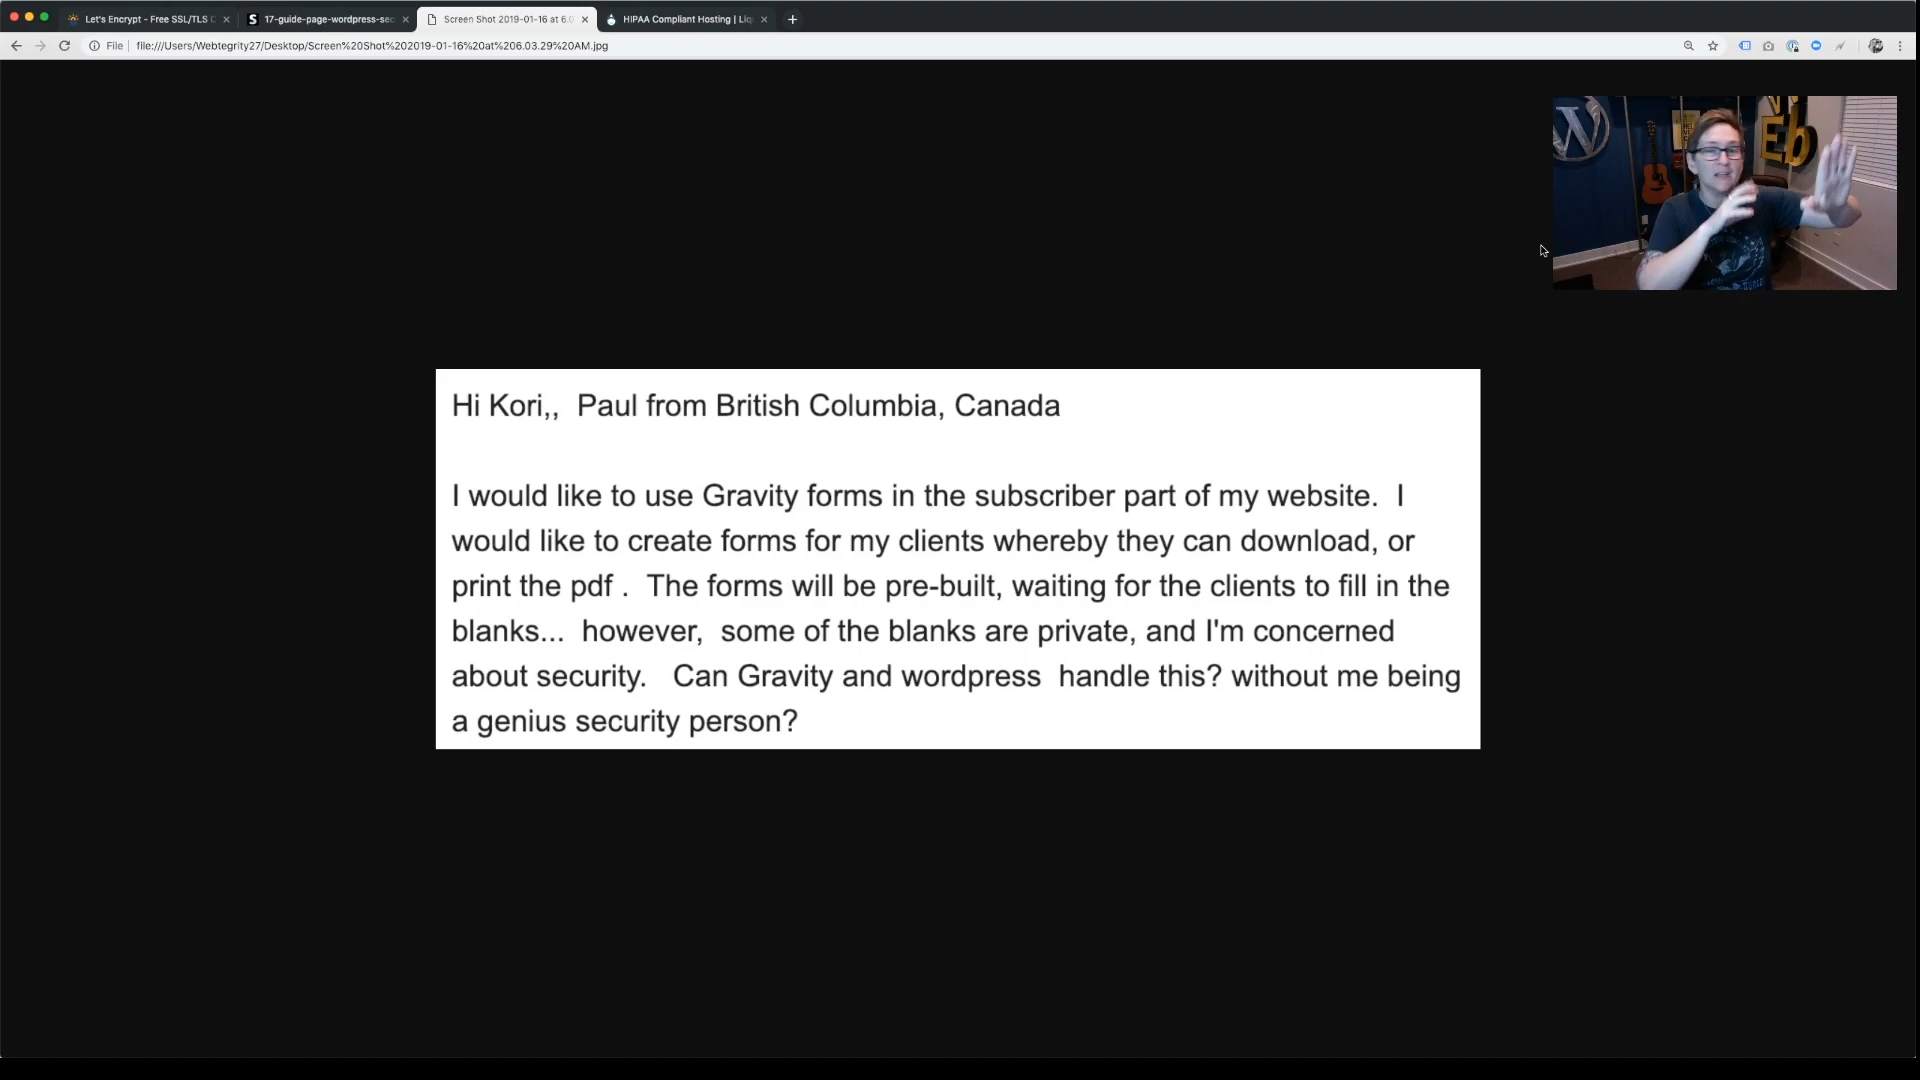 Let's Encrypt - Free SSL/TLS C
17-guide-page-wordpress-sec
Screen Shot 2019-01-16 at 6.0
HIPAA Compliant Hosting | Liq
File
file:///Users/Webtegrity27/Desktop/Screen%20Shot%202019-01-16%20at%206.03.29%20AM.jpg
W
Eb
Hi Kori,, Paul from British Columbia, Canada
I would like to use Gravity forms in the subscriber part of my website. I
would like to create forms for my clients whereby they can download, or
print the pdf . The forms will be pre-built, waiting for the clients to fill in the
blanks... however, some of the blanks are private, and I'm concerned
about security. Can Gravity and wordpress handle this? without me being
a genius security person?